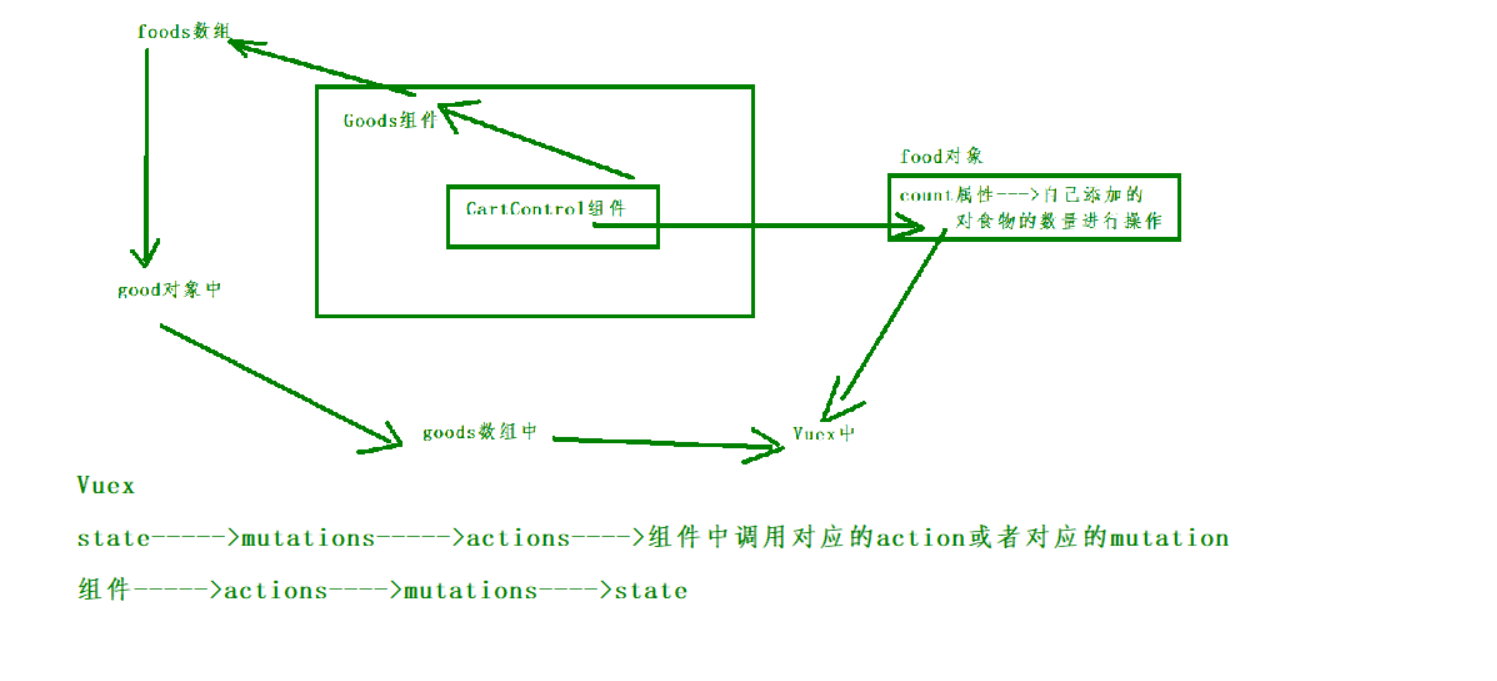 foods数组
Goods组件
food对象
count属性--->自己添加的
对食物的数量进行操作
CartControl组件
good对象中
goods数组中
Vuex中
Vuex
state----->mutations----->actions---->组件中调用对应的action或者对应的mutation
组件----->actions---->mutations---->state